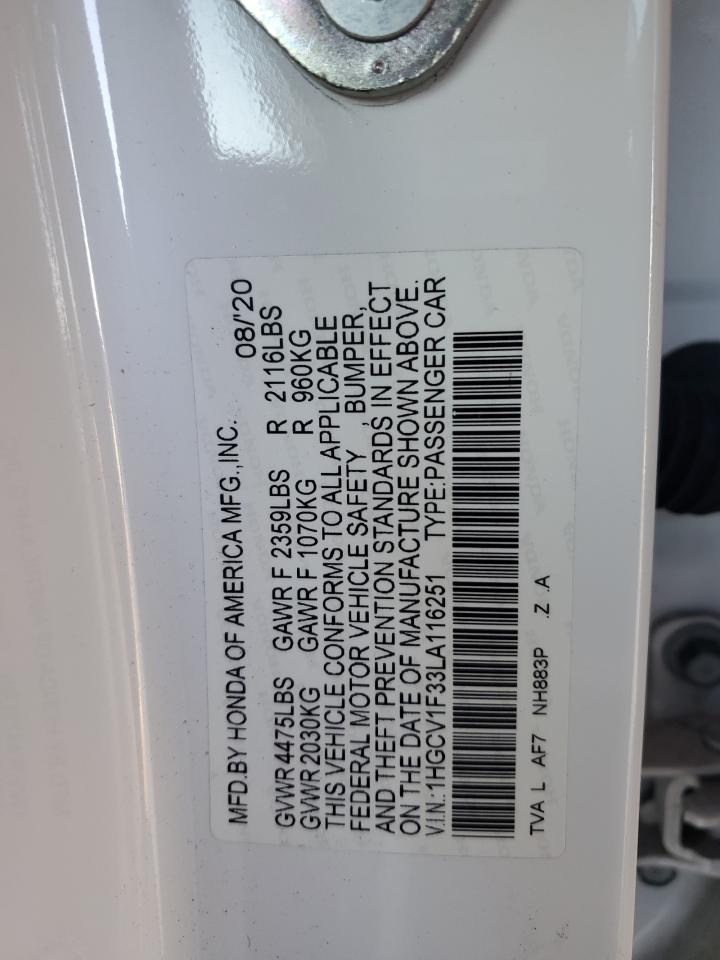 MFD.BY HONDA OF AMERICA MFG.,INC. 08/'20
GVWR 4475LBS GAWR F 2359LBS R 2116LBS
GVWR 2030KG GAWR F 1070KG R 960KG
THIS VEHICLE CONFORMS TO ALL APPLICABLE
FEDERAL MOTOR VEHICLE SAFETY , BUMPER,
AND THEFT PREVENTION STANDARDS IN EFFECT
ON THE DATE OF MANUFACTURE SHOWN ABOVE.
V.I.N.:1HGCV1F33LA116251 TYPE:PASSENGER CAR
TVA L AF7 NH883P .Z .A